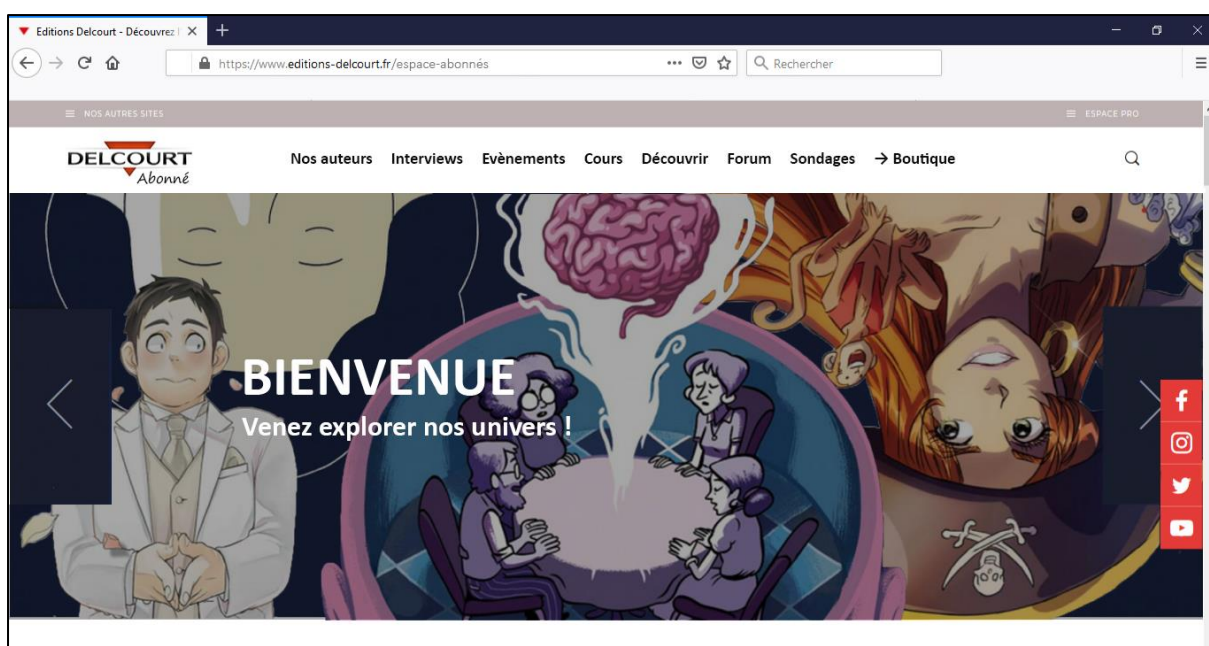 Editions Delcourt - Découvrez
https://www.editions-delcourt.fr/espace-abonnés
Rechercher
NOS AUTRES SITES
ESPACE PRO
DELCOURT
Abonné
Nos auteurs Interviews Evènements Cours Découvrir Forum Sondages → Boutique
BIENVENUE
Venez explorer nos univers !